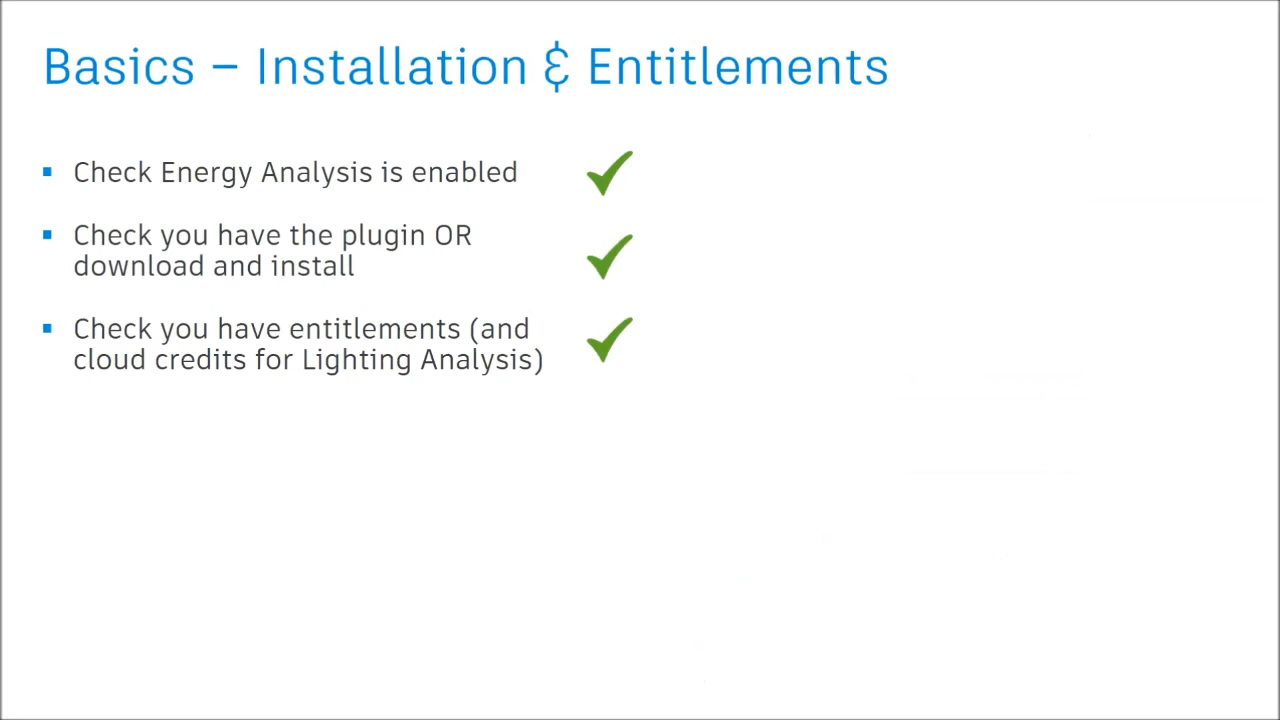 Basics – Installation & Entitlements
▪ Check Energy Analysis is enabled
▪ Check you have the plugin OR
download and install
▪ Check you have entitlements (and
cloud credits for Lighting Analysis)